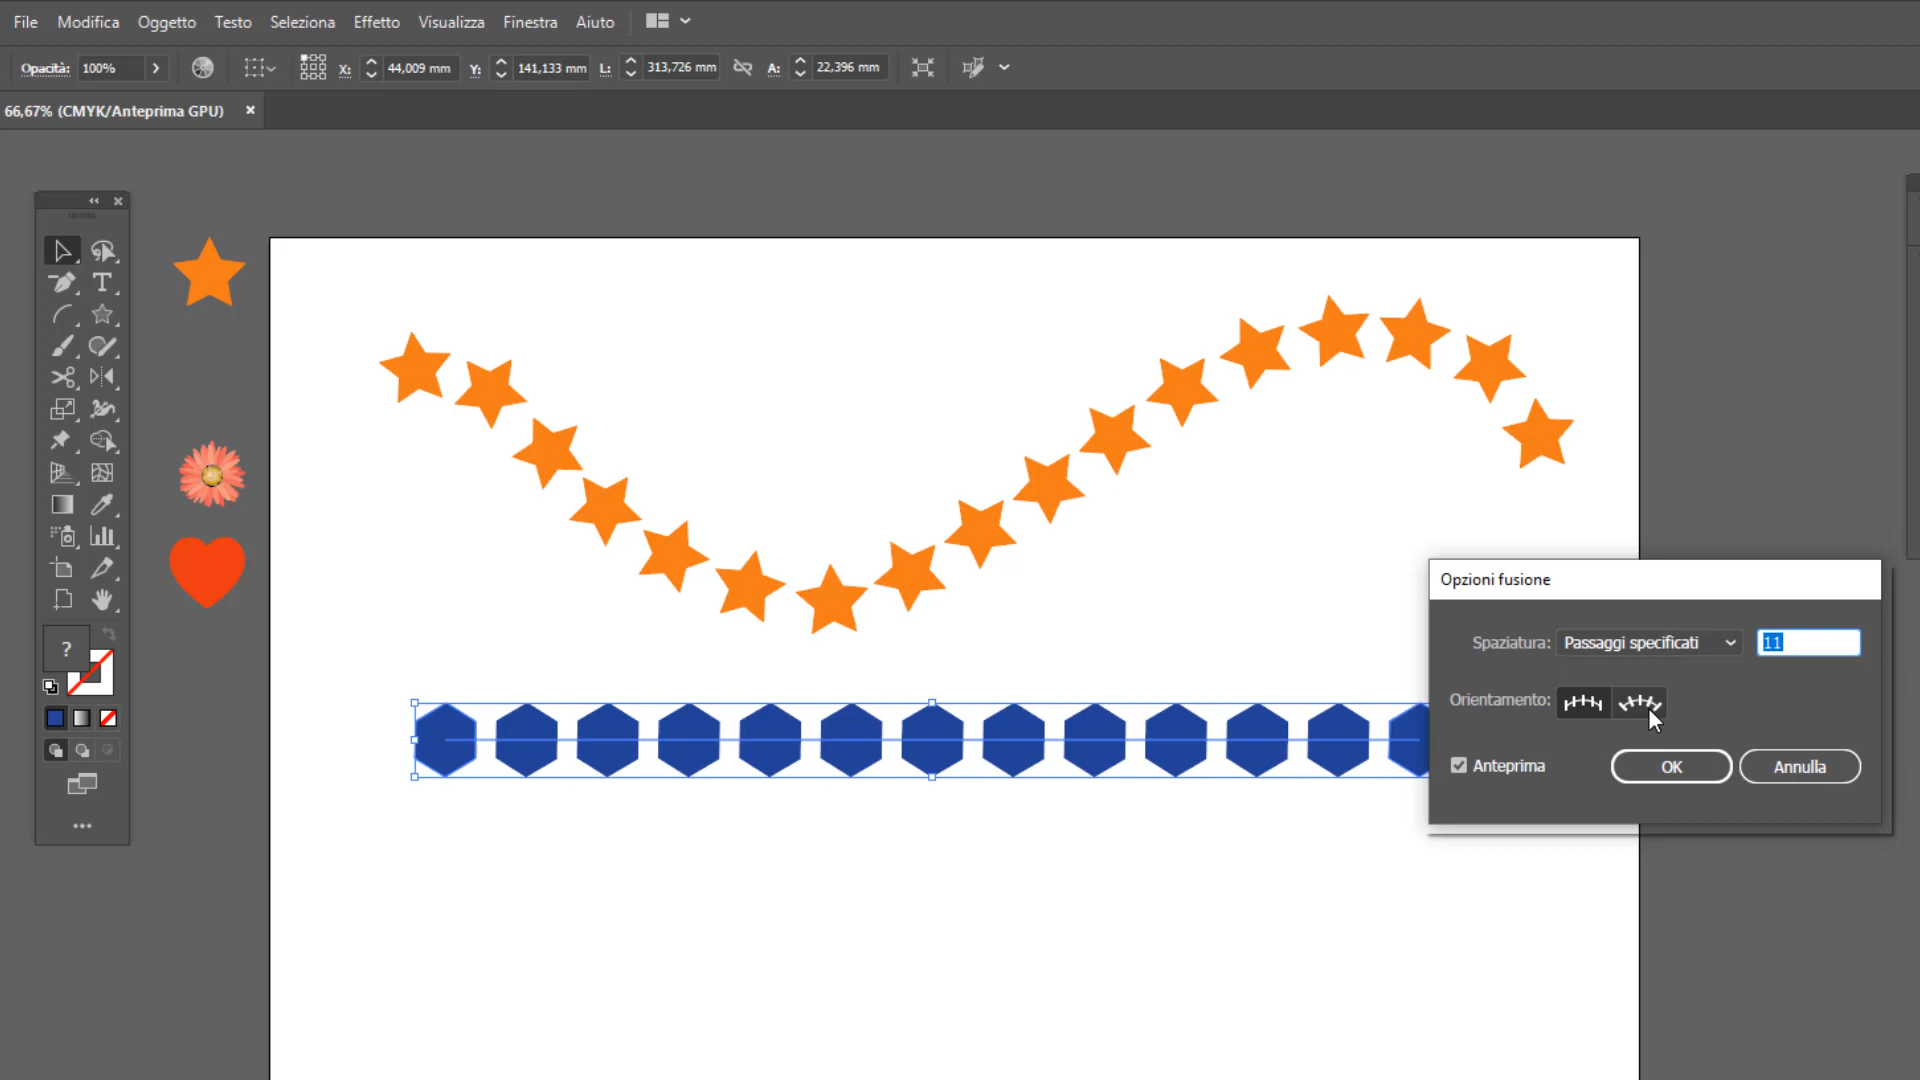 File Modifica Oggetto Testo Seleziona Effetto Visualizza Finestra Aiuto
Opacità: 100% X: 44,009 mm Y: 141,133 mm L: 313,726 mm A: 22,396 mm
66,67% (CMYK/Anteprima GPU)
?
Opzioni fusione
Spaziatura: Passaggi specificati 11
Orientamento:
Anteprima OK Annulla